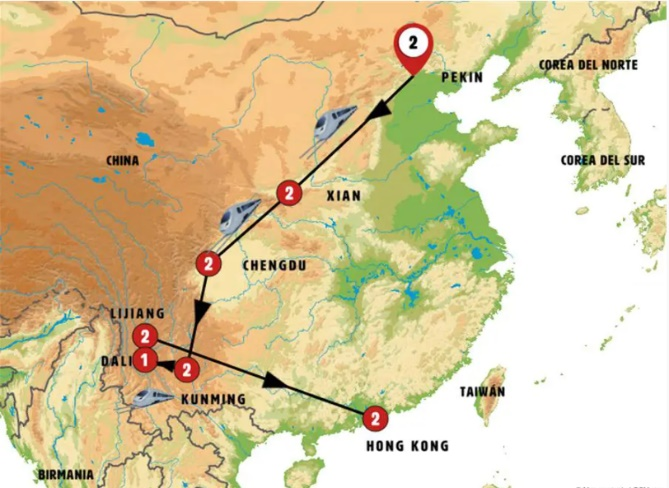 2
PEKIN
COREA DEL NORTE
CHINA
COREA DEL SUR
2
XIAN
2
CHENGDU
LIJIANG
2
DALI
1
2
KUNMING
TAIWÁN
2
HONG KONG
BIRMANIA